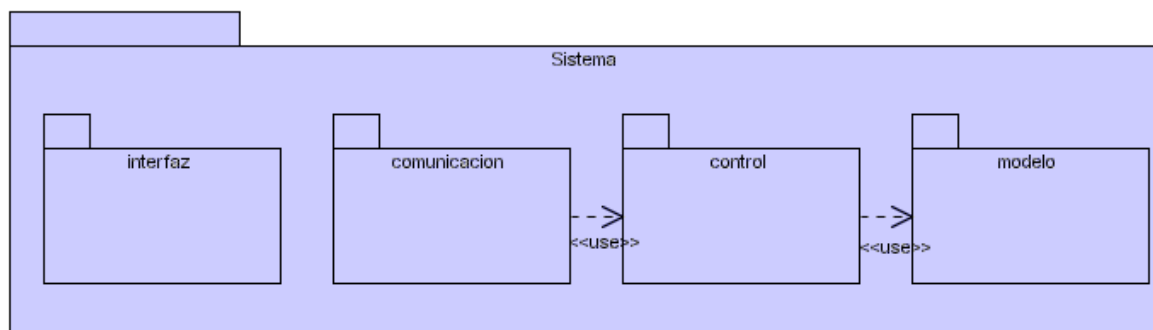 Sistema
interfaz
comunicacion
control
modelo
<<use>>
<<use>>